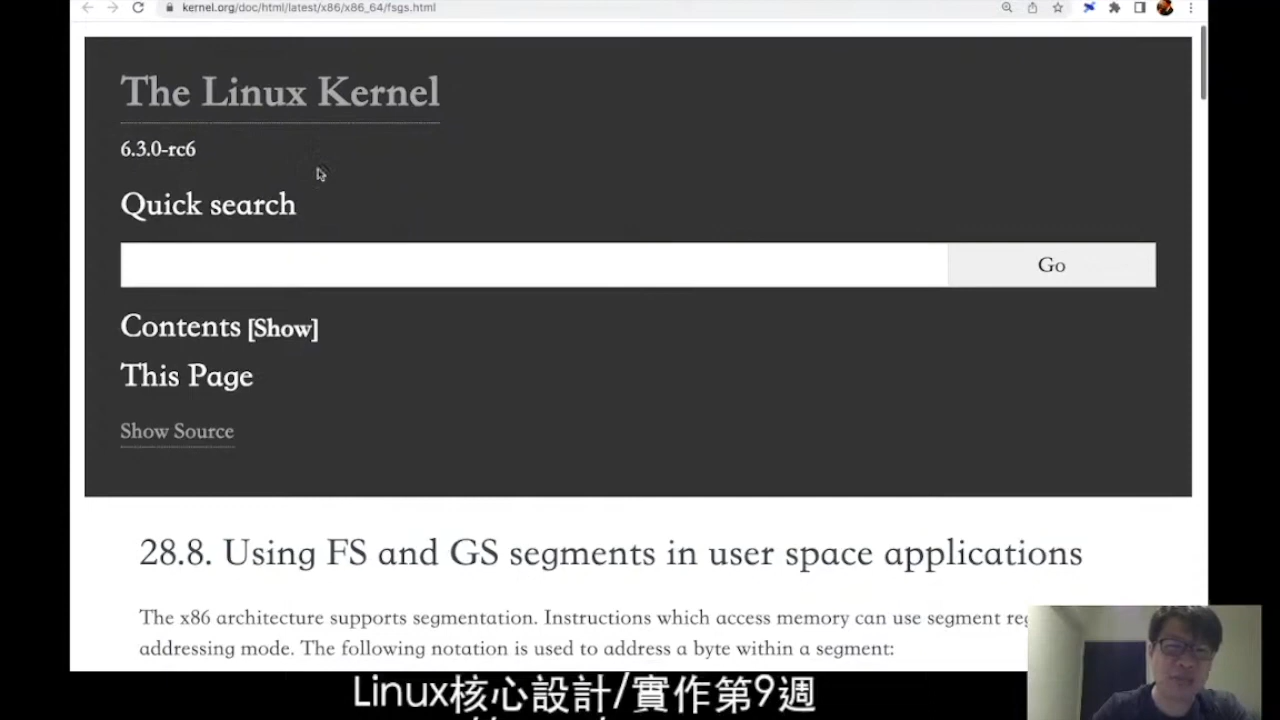 kernel.org/doc/html/latest/x86/x86_64/fsgs.html
The Linux Kernel
6.3.0-rc6
Quick search
Go
Contents [Show]
This Page
Show Source
28.8. Using FS and GS segments in user space applications
The x86 architecture supports segmentation. Instructions which access memory can use segment
addressing mode. The following notation is used to address a byte within a segment:
Linux核心設計/實作第9週